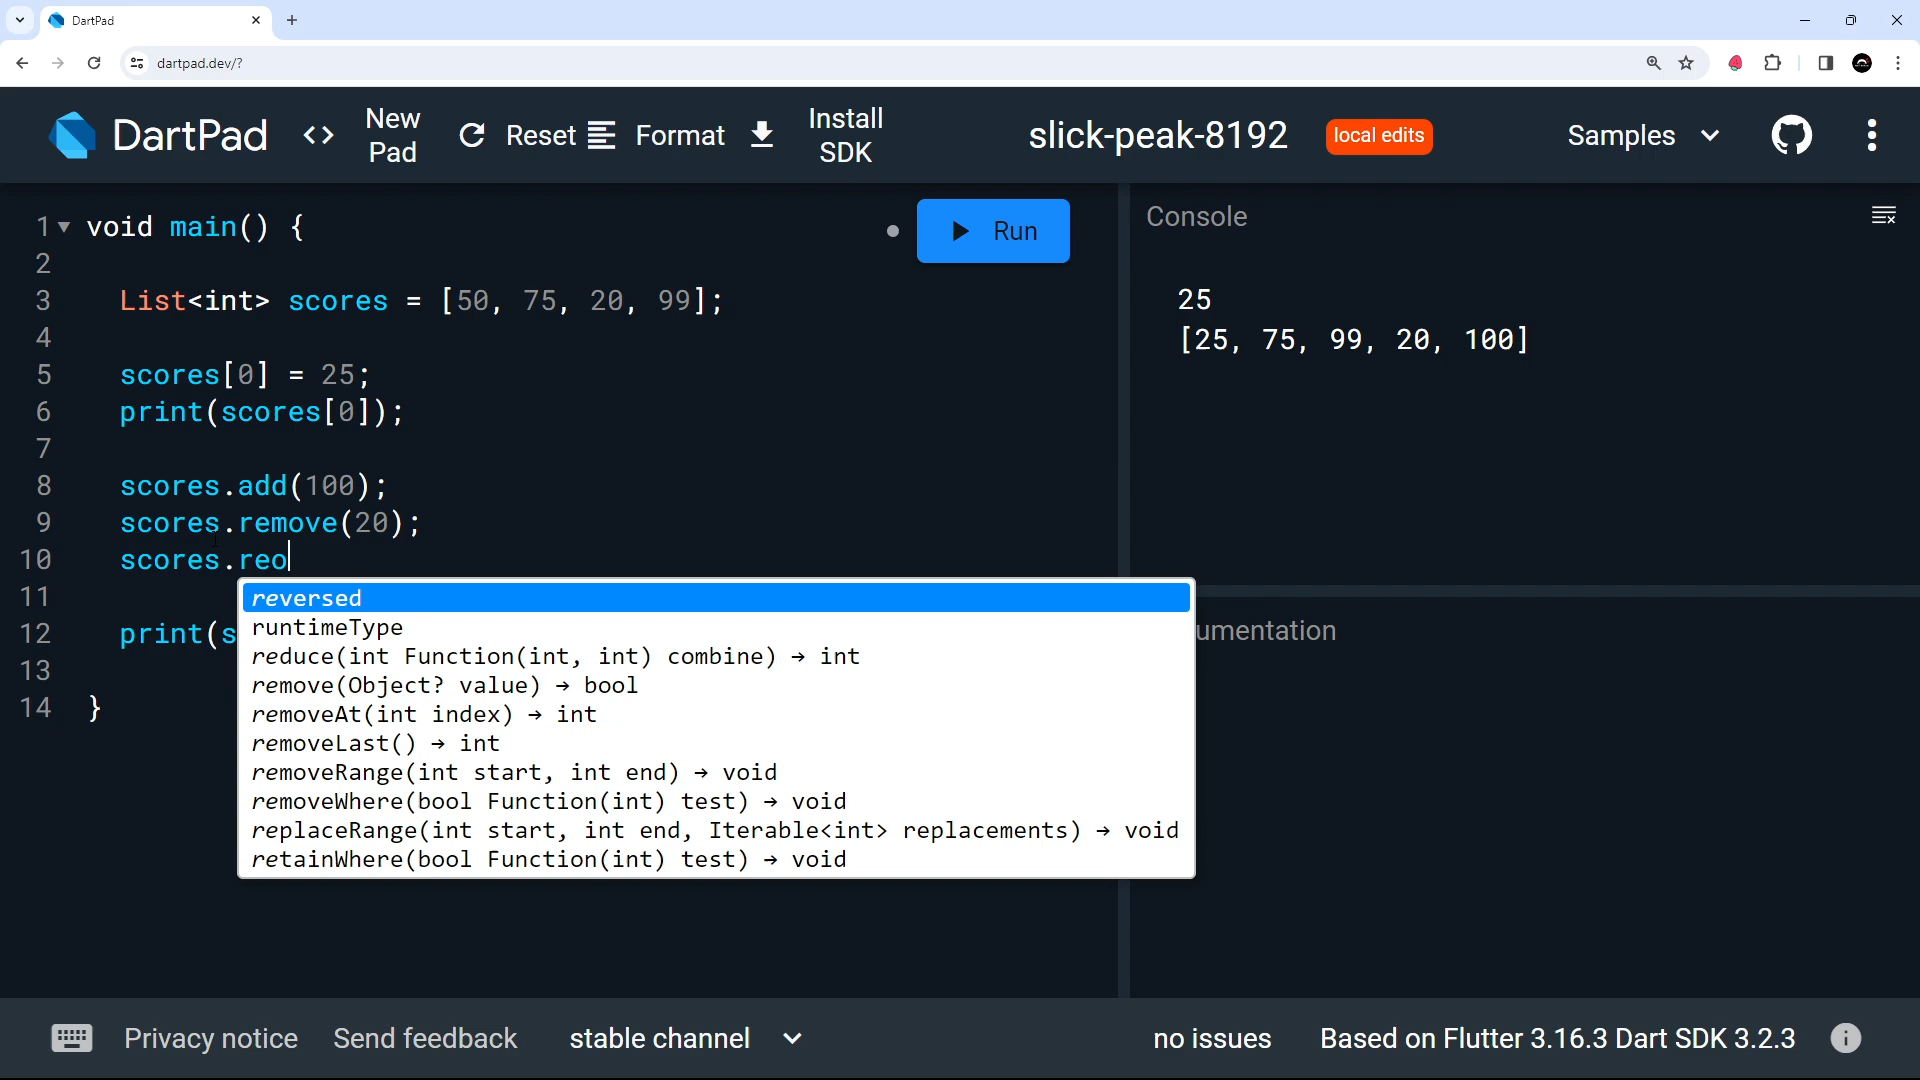 DartPad
dartpad.dev/?
DartPad
<> New Pad
Reset
Format
Install SDK
slick-peak-8192
local edits
Samples
1 void main() {
2
3 List<int> scores = [50, 75, 20, 99];
4
5 scores[0] = 25;
6 print(scores[0]);
7
8 scores.add(100);
9 scores.remove(20);
10 scores.reo
11
12 print(s
13
14 }
reversed
runtimeType
reduce(int Function(int, int) combine) → int
remove(Object? value) → bool
removeAt(int index) → int
removeLast() → int
removeRange(int start, int end) → void
removeWhere(bool Function(int) test) → void
replaceRange(int start, int end, Iterable<int> replacements) → void
retainWhere(bool Function(int) test) → void
Run
Console
25
[25, 75, 99, 20, 100]
umentation
Privacy notice
Send feedback
stable channel
no issues
Based on Flutter 3.16.3 Dart SDK 3.2.3